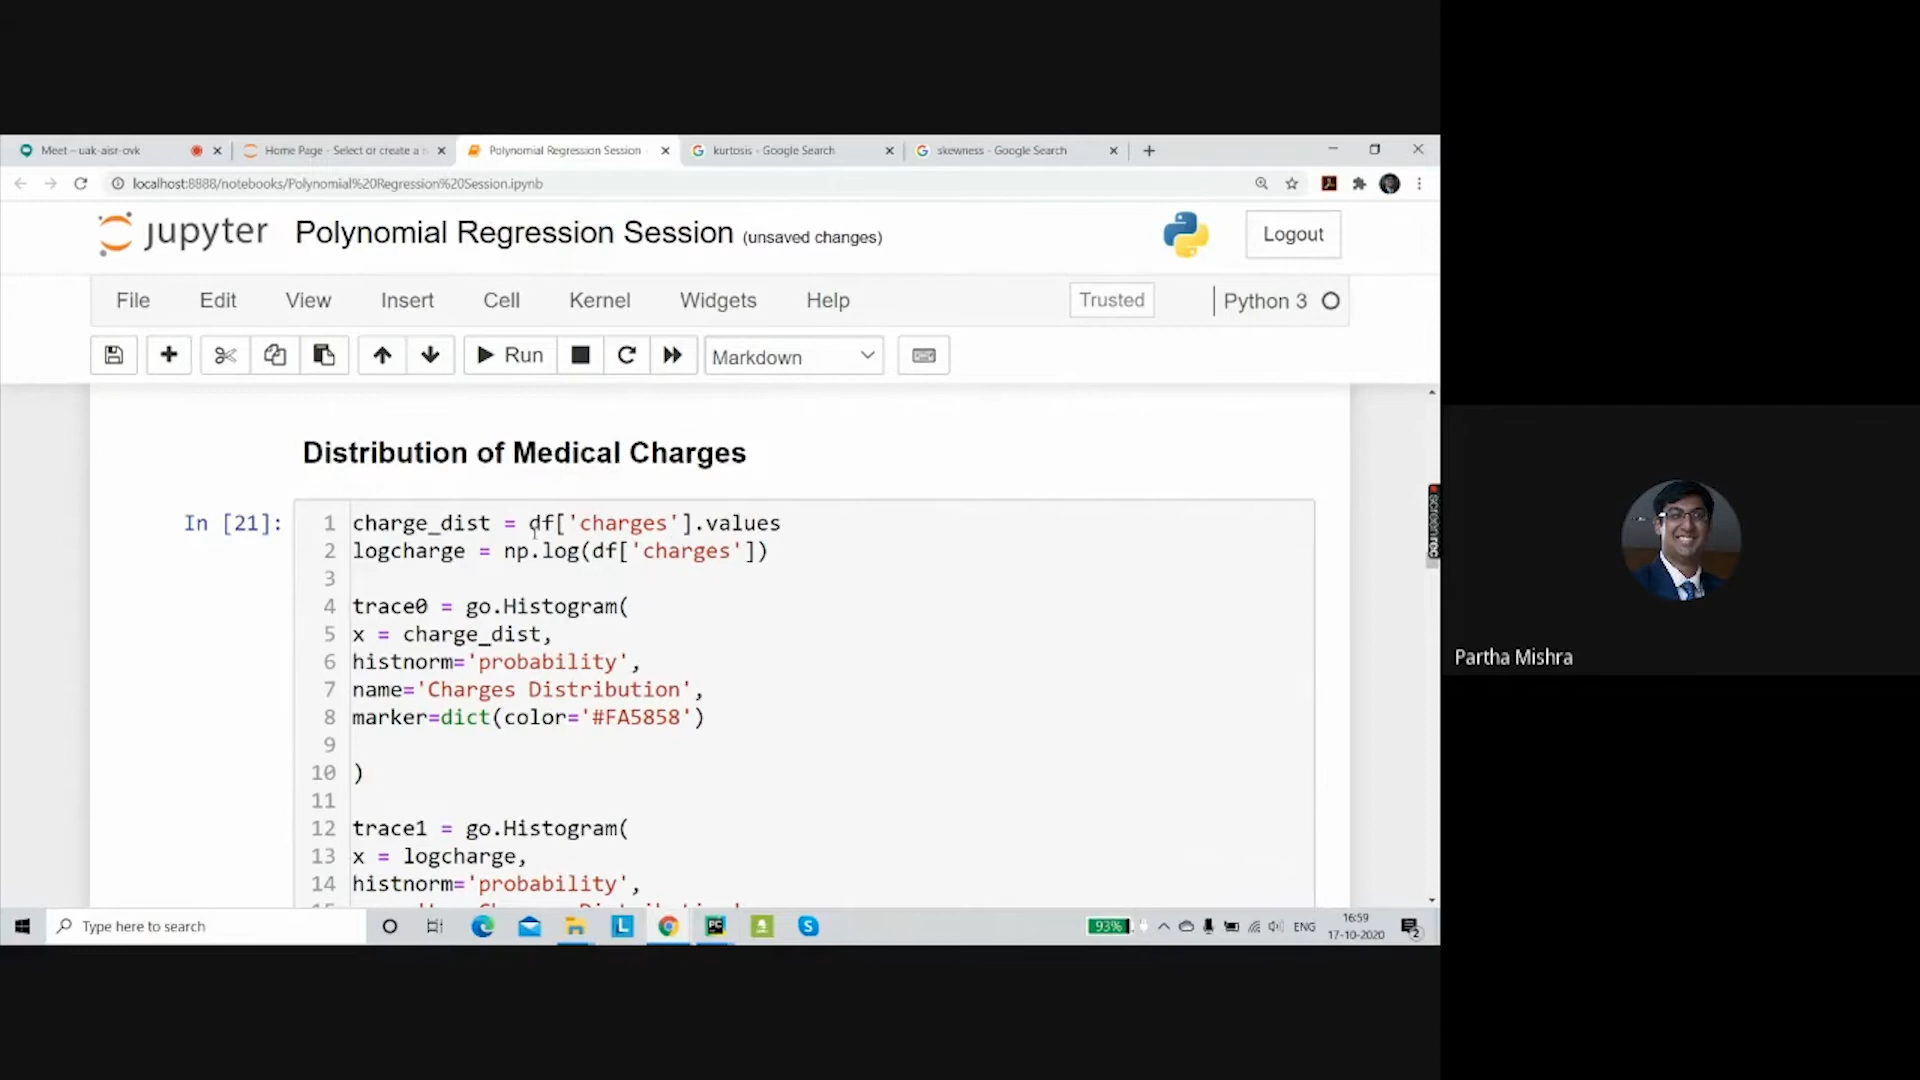 Meet – uak-aisr-ovk
Home Page - Select or create a
Polynomial Regression Session
kurtosis - Google Search
skewness - Google Search
localhost:8888/notebooks/Polynomial%20Regression%20Session.ipynb
jupyter Polynomial Regression Session (unsaved changes)
Logout
File Edit View Insert Cell Kernel Widgets Help
Trusted
Python 3
Run
Markdown
Distribution of Medical Charges
In [21]:
1 charge_dist = df['charges'].values
2 logcharge = np.log(df['charges'])
3
4 trace0 = go.Histogram(
5 x = charge_dist,
6 histnorm='probability',
7 name='Charges Distribution',
8 marker=dict(color='#FA5858')
9
10 )
11
12 trace1 = go.Histogram(
13 x = logcharge,
14 histnorm='probability',
screenrec
Partha Mishra
Type here to search
93%
ENG
16:59
17-10-2020
2